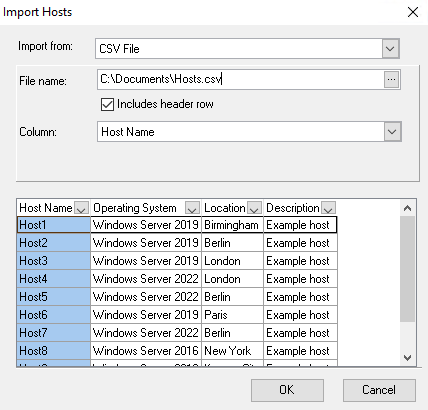 Import Hosts
Import from: CSV File
File name: C:\Documents\Hosts.csv ...
Includes header row
Column: Host Name
Host Name Operating System Location Description
Host1 Windows Server 2019 Birmingham Example host
Host2 Windows Server 2019 Berlin Example host
Host3 Windows Server 2019 London Example host
Host4 Windows Server 2022 London Example host
Host5 Windows Server 2022 Berlin Example host
Host6 Windows Server 2019 Paris Example host
Host7 Windows Server 2022 Berlin Example host
Host8 Windows Server 2016 New York Example host
OK Cancel